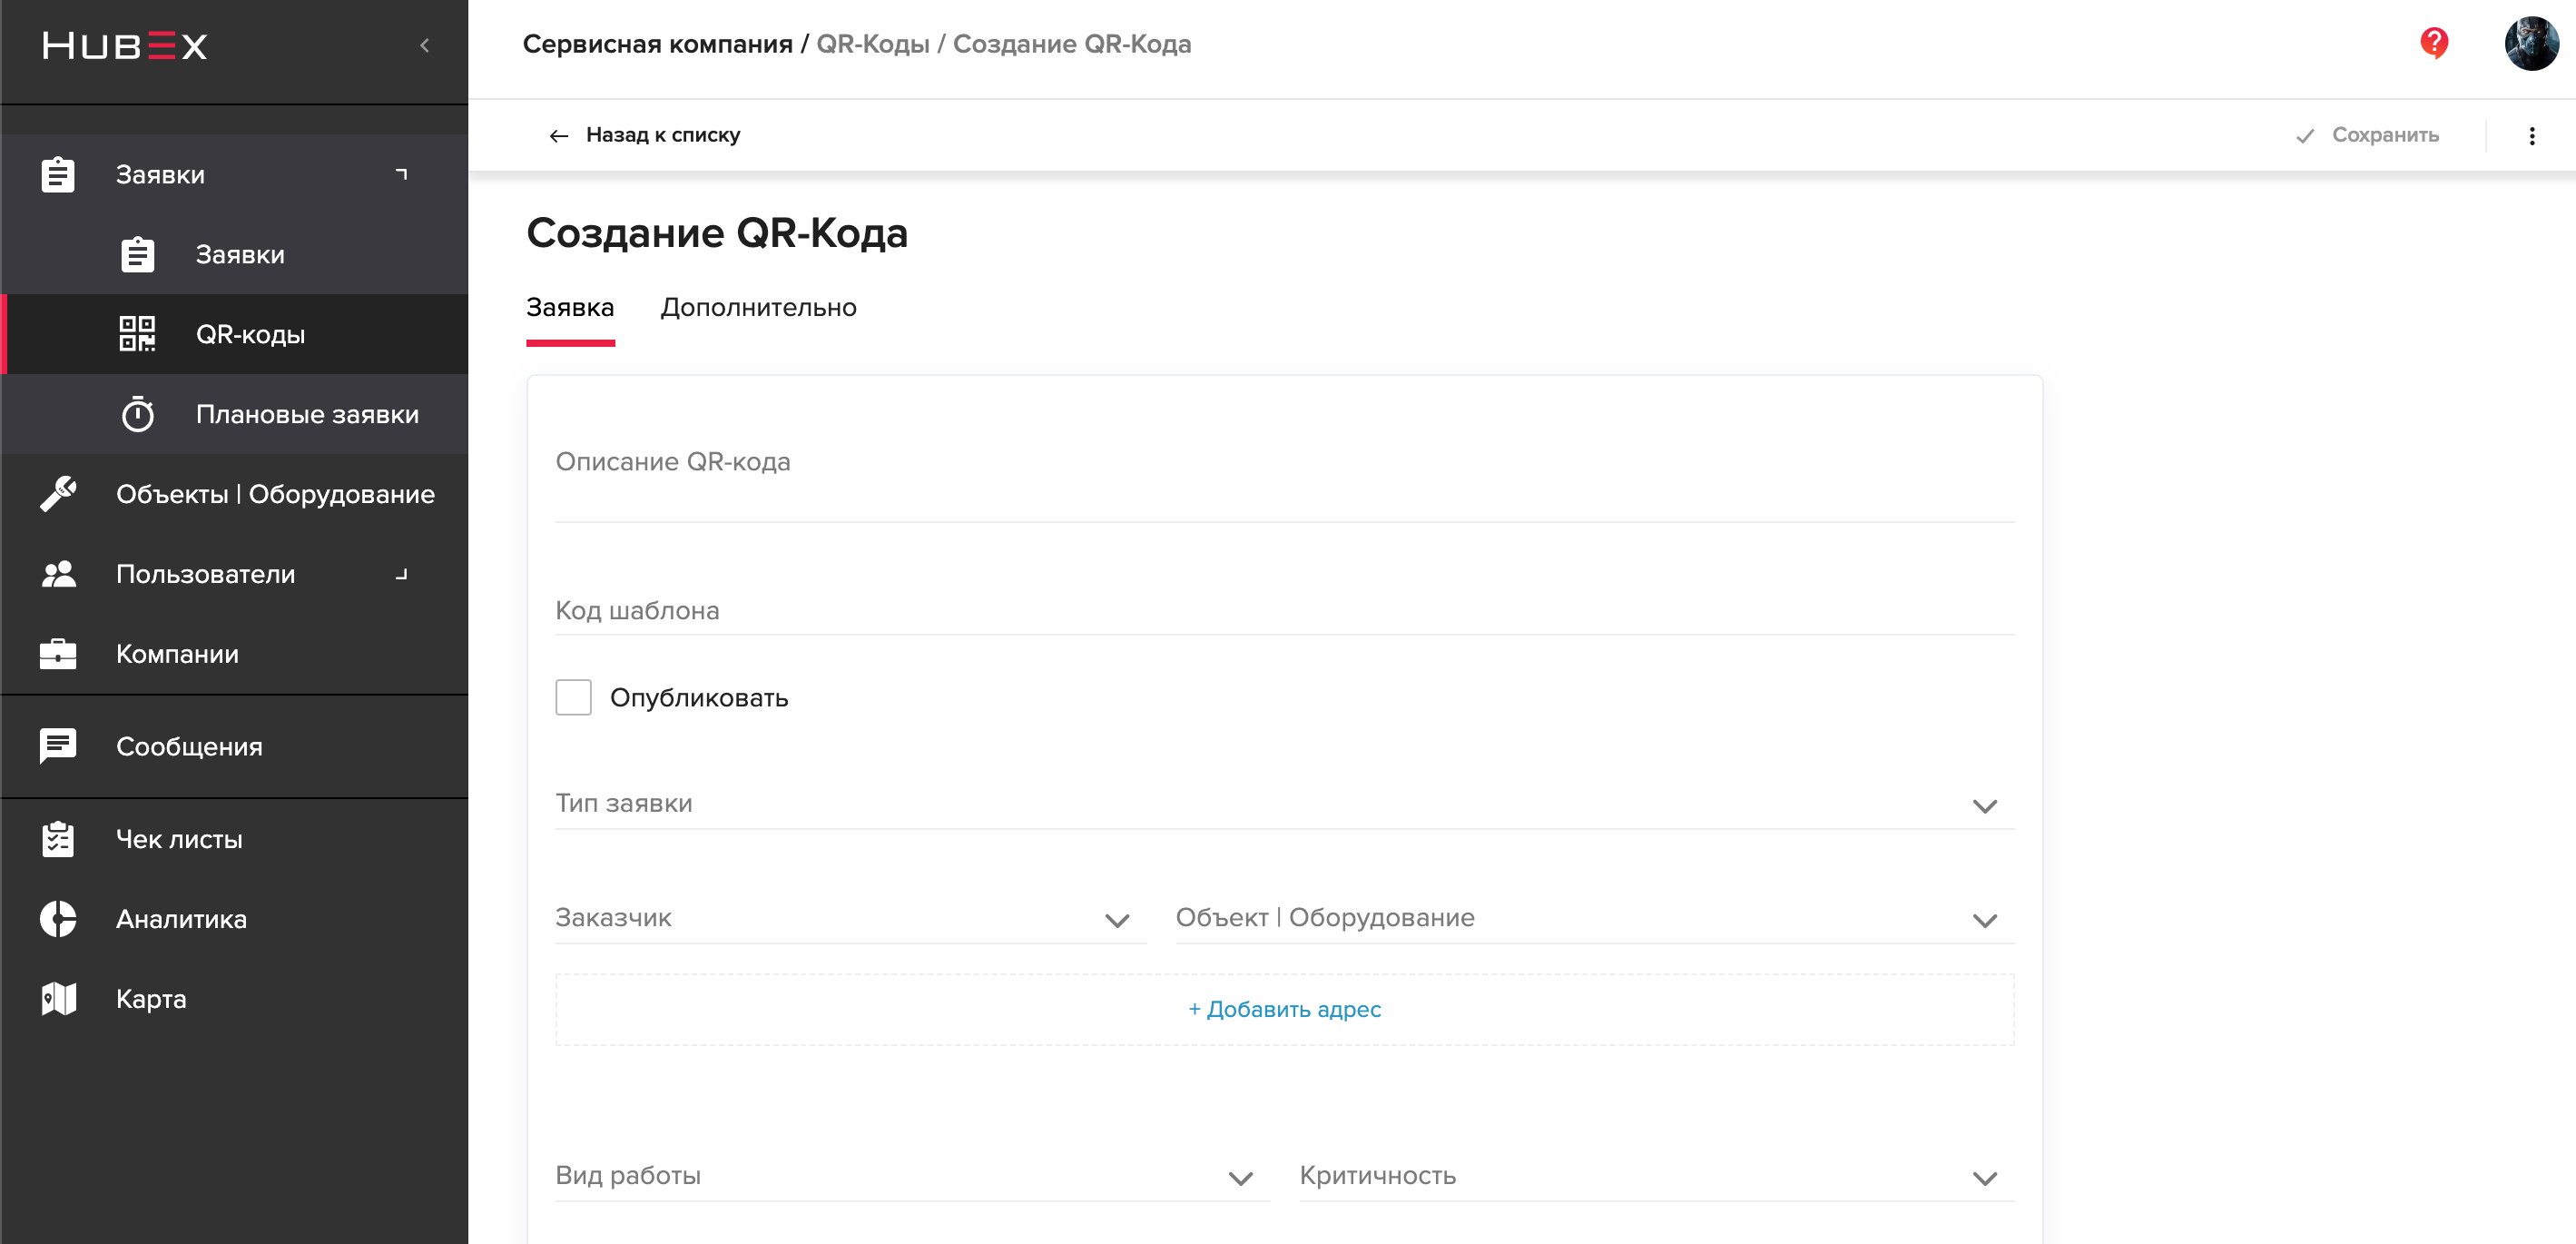 HUBEX
Заявки
Заявки
QR-коды
Плановые заявки
Объекты | Оборудование
Пользователи
Компании
Сообщения
Чек листы
Аналитика
Карта
Сервисная компания / QR-Коды / Создание QR-Кода
?
← Назад к списку
Сохранить
Создание QR-Кода
Заявка Дополнительно
Описание QR-кода
Код шаблона
Опубликовать
Тип заявки
Заказчик Объект | Оборудование
+ Добавить адрес
Вид работы Критичность